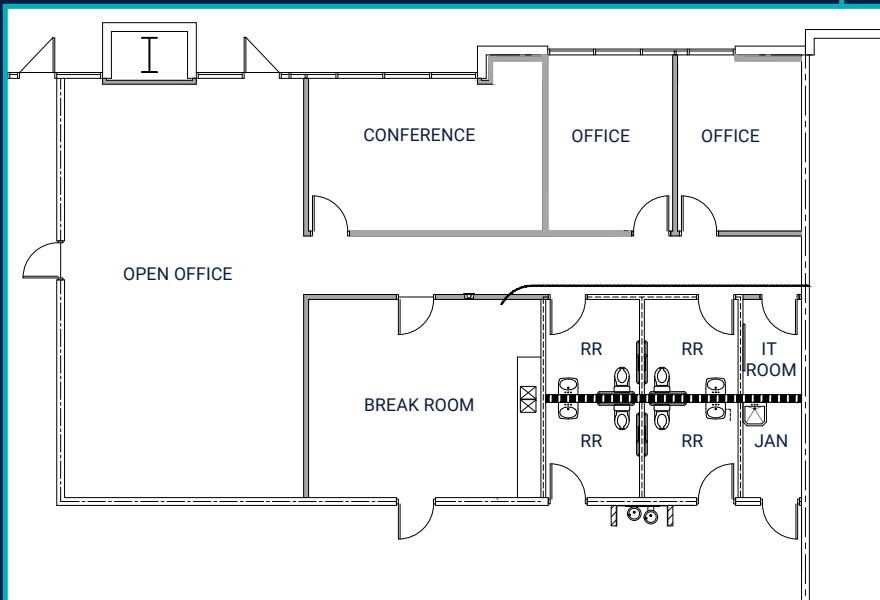 CONFERENCE
OFFICE
OFFICE
OPEN OFFICE
RR
RR
IT
ROOM
BREAK ROOM
RR
RR
JAN